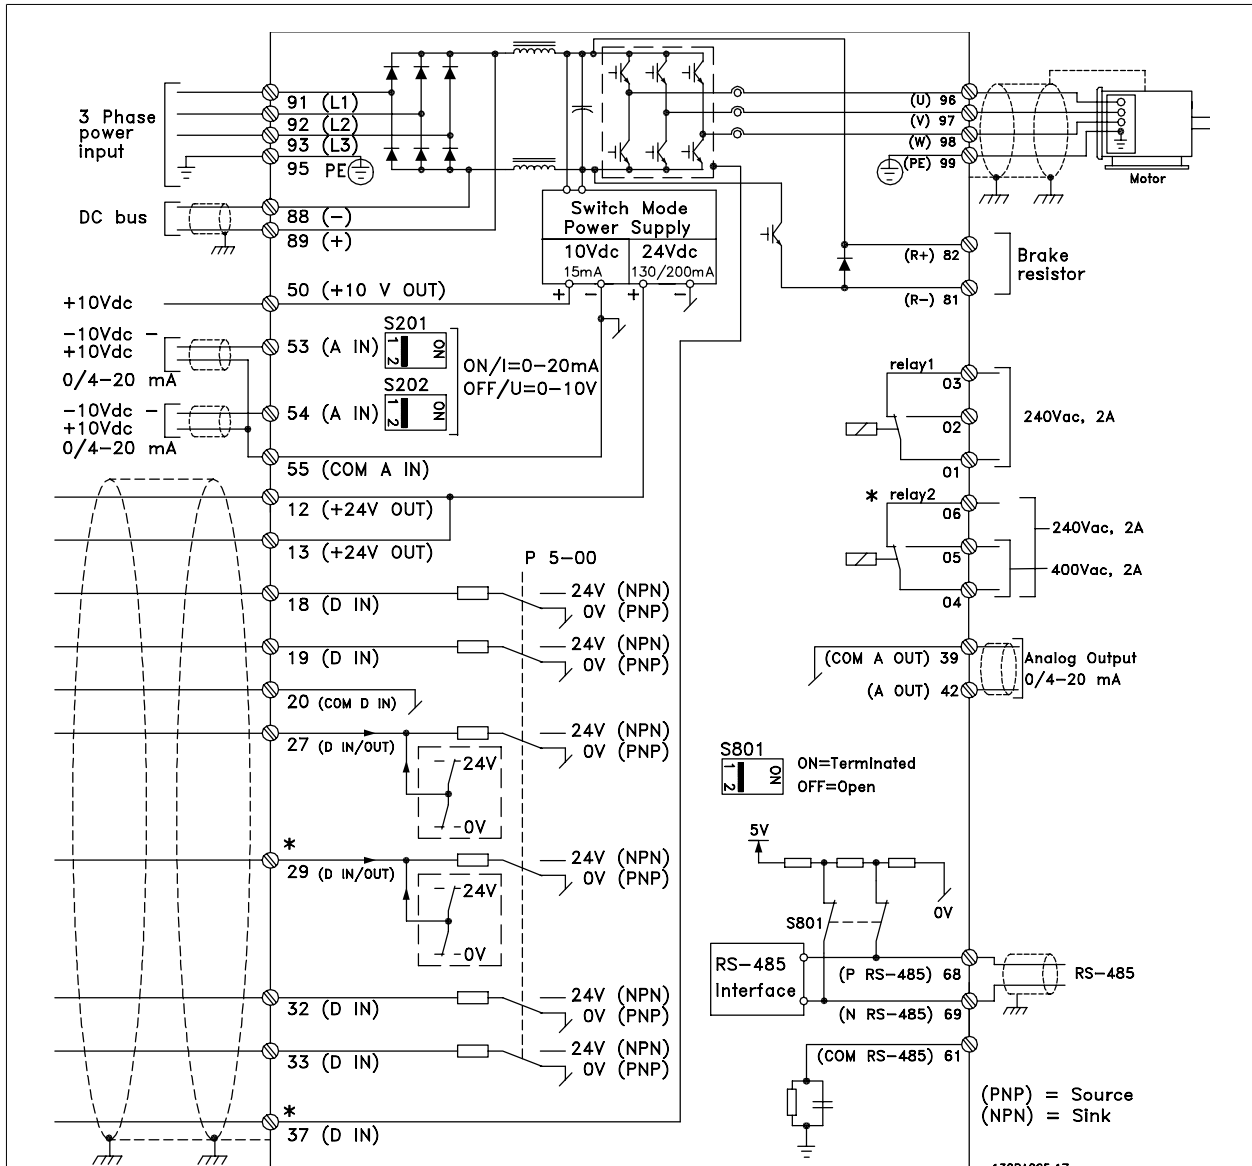 3 Phase
power
input
91 (L1)
92 (L2)
93 (L3)
95 PE
DC bus
88 (-)
89 (+)
Switch Mode
Power Supply
10Vdc
15mA
24Vdc
130/200mA
+ - + -
(U) 96
(V) 97
(W) 98
(PE) 99
Motor
(R+) 82
(R-) 81
Brake
resistor
+10Vdc
50 (+10 V OUT)
-10Vdc -
+10Vdc
0/4-20 mA
53 (A IN)
S201
1 2 ON
ON/I=0-20mA
OFF/U=0-10V
-10Vdc -
+10Vdc
0/4-20 mA
54 (A IN)
S202
1 2 ON
55 (COM A IN)
12 (+24V OUT)
13 (+24V OUT)
P 5-00
18 (D IN)
24V (NPN)
0V (PNP)
19 (D IN)
24V (NPN)
0V (PNP)
20 (COM D IN)
27 (D IN/OUT)
24V (NPN)
0V (PNP)
24V
0V
*
29 (D IN/OUT)
24V (NPN)
0V (PNP)
24V
0V
32 (D IN)
24V (NPN)
0V (PNP)
33 (D IN)
24V (NPN)
0V (PNP)
*
37 (D IN)
relay1
03
02
01
240Vac, 2A
* relay2
06
05
04
240Vac, 2A
400Vac, 2A
(COM A OUT) 39
(A OUT) 42
Analog Output
0/4-20 mA
S801
1 2 ON
ON=Terminated
OFF=Open
5V
0V
S801
RS-485
Interface
(P RS-485) 68
(N RS-485) 69
RS-485
(COM RS-485) 61
(PNP) = Source
(NPN) = Sink